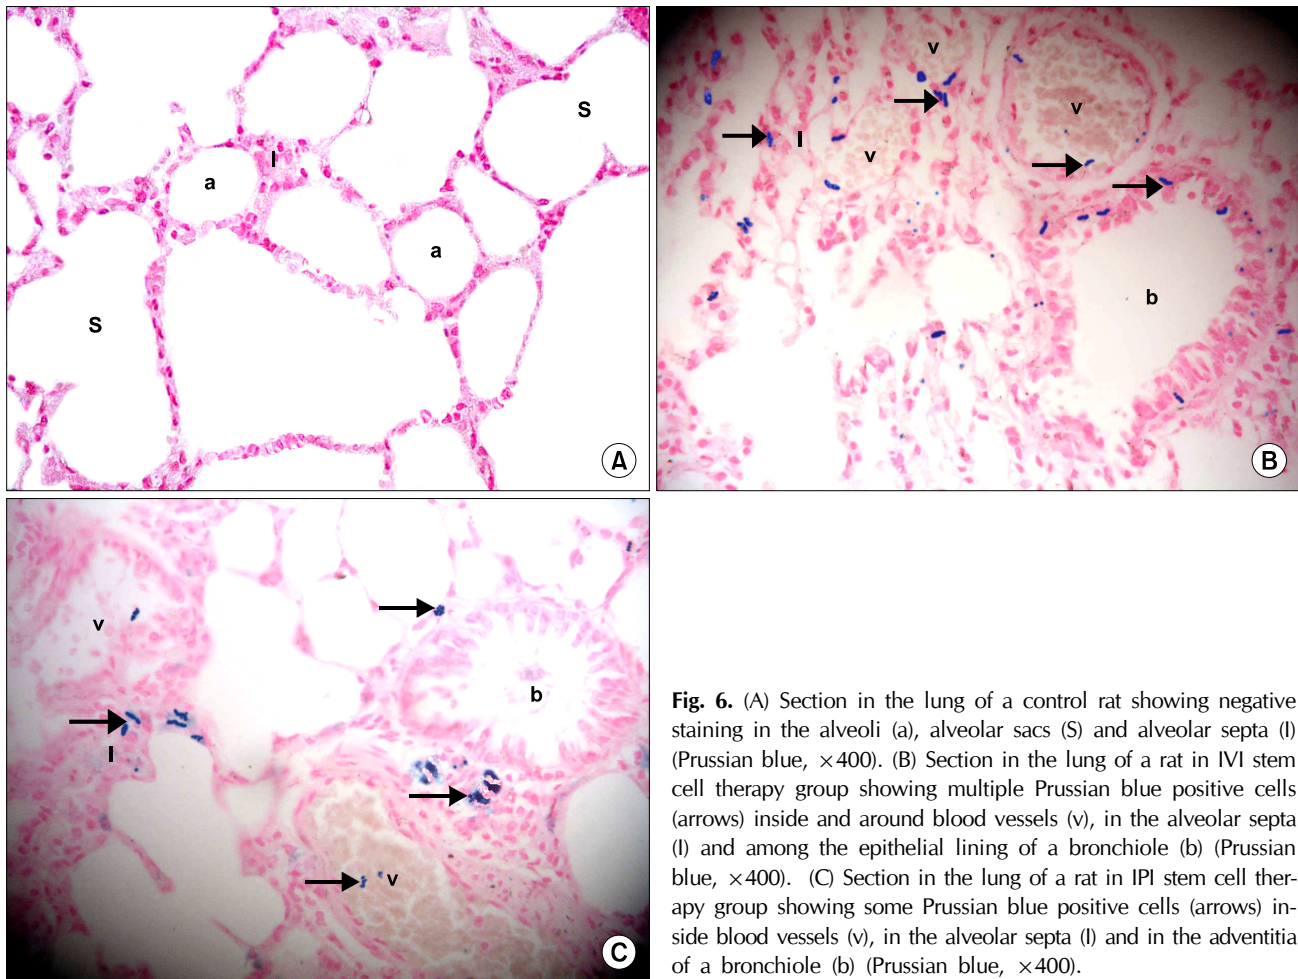 S
I
a
a
S
A
v
v
I
v
b
B
v
b
I
v
C
Fig. 6. (A) Section in the lung of a control rat showing negative
staining in the alveoli (a), alveolar sacs (S) and alveolar septa (I)
(Prussian blue, ×400). (B) Section in the lung of a rat in IVI stem
cell therapy group showing multiple Prussian blue positive cells
(arrows) inside and around blood vessels (v), in the alveolar septa
(I) and among the epithelial lining of a bronchiole (b) (Prussian
blue, ×400). (C) Section in the lung of a rat in IPI stem cell ther-
apy group showing some Prussian blue positive cells (arrows) in-
side blood vessels (v), in the alveolar septa (I) and in the adventitia
of a bronchiole (b) (Prussian blue, ×400).